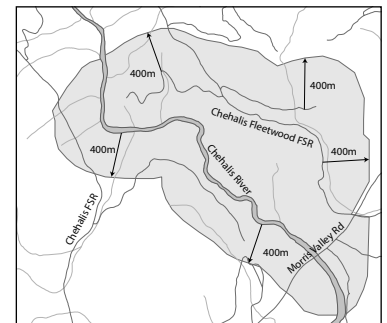 400m
400m
Chehalis Fleetwood FSR
400m
400m
Chehalis River
Chehalis FSR
Morris Valley Rd
400m